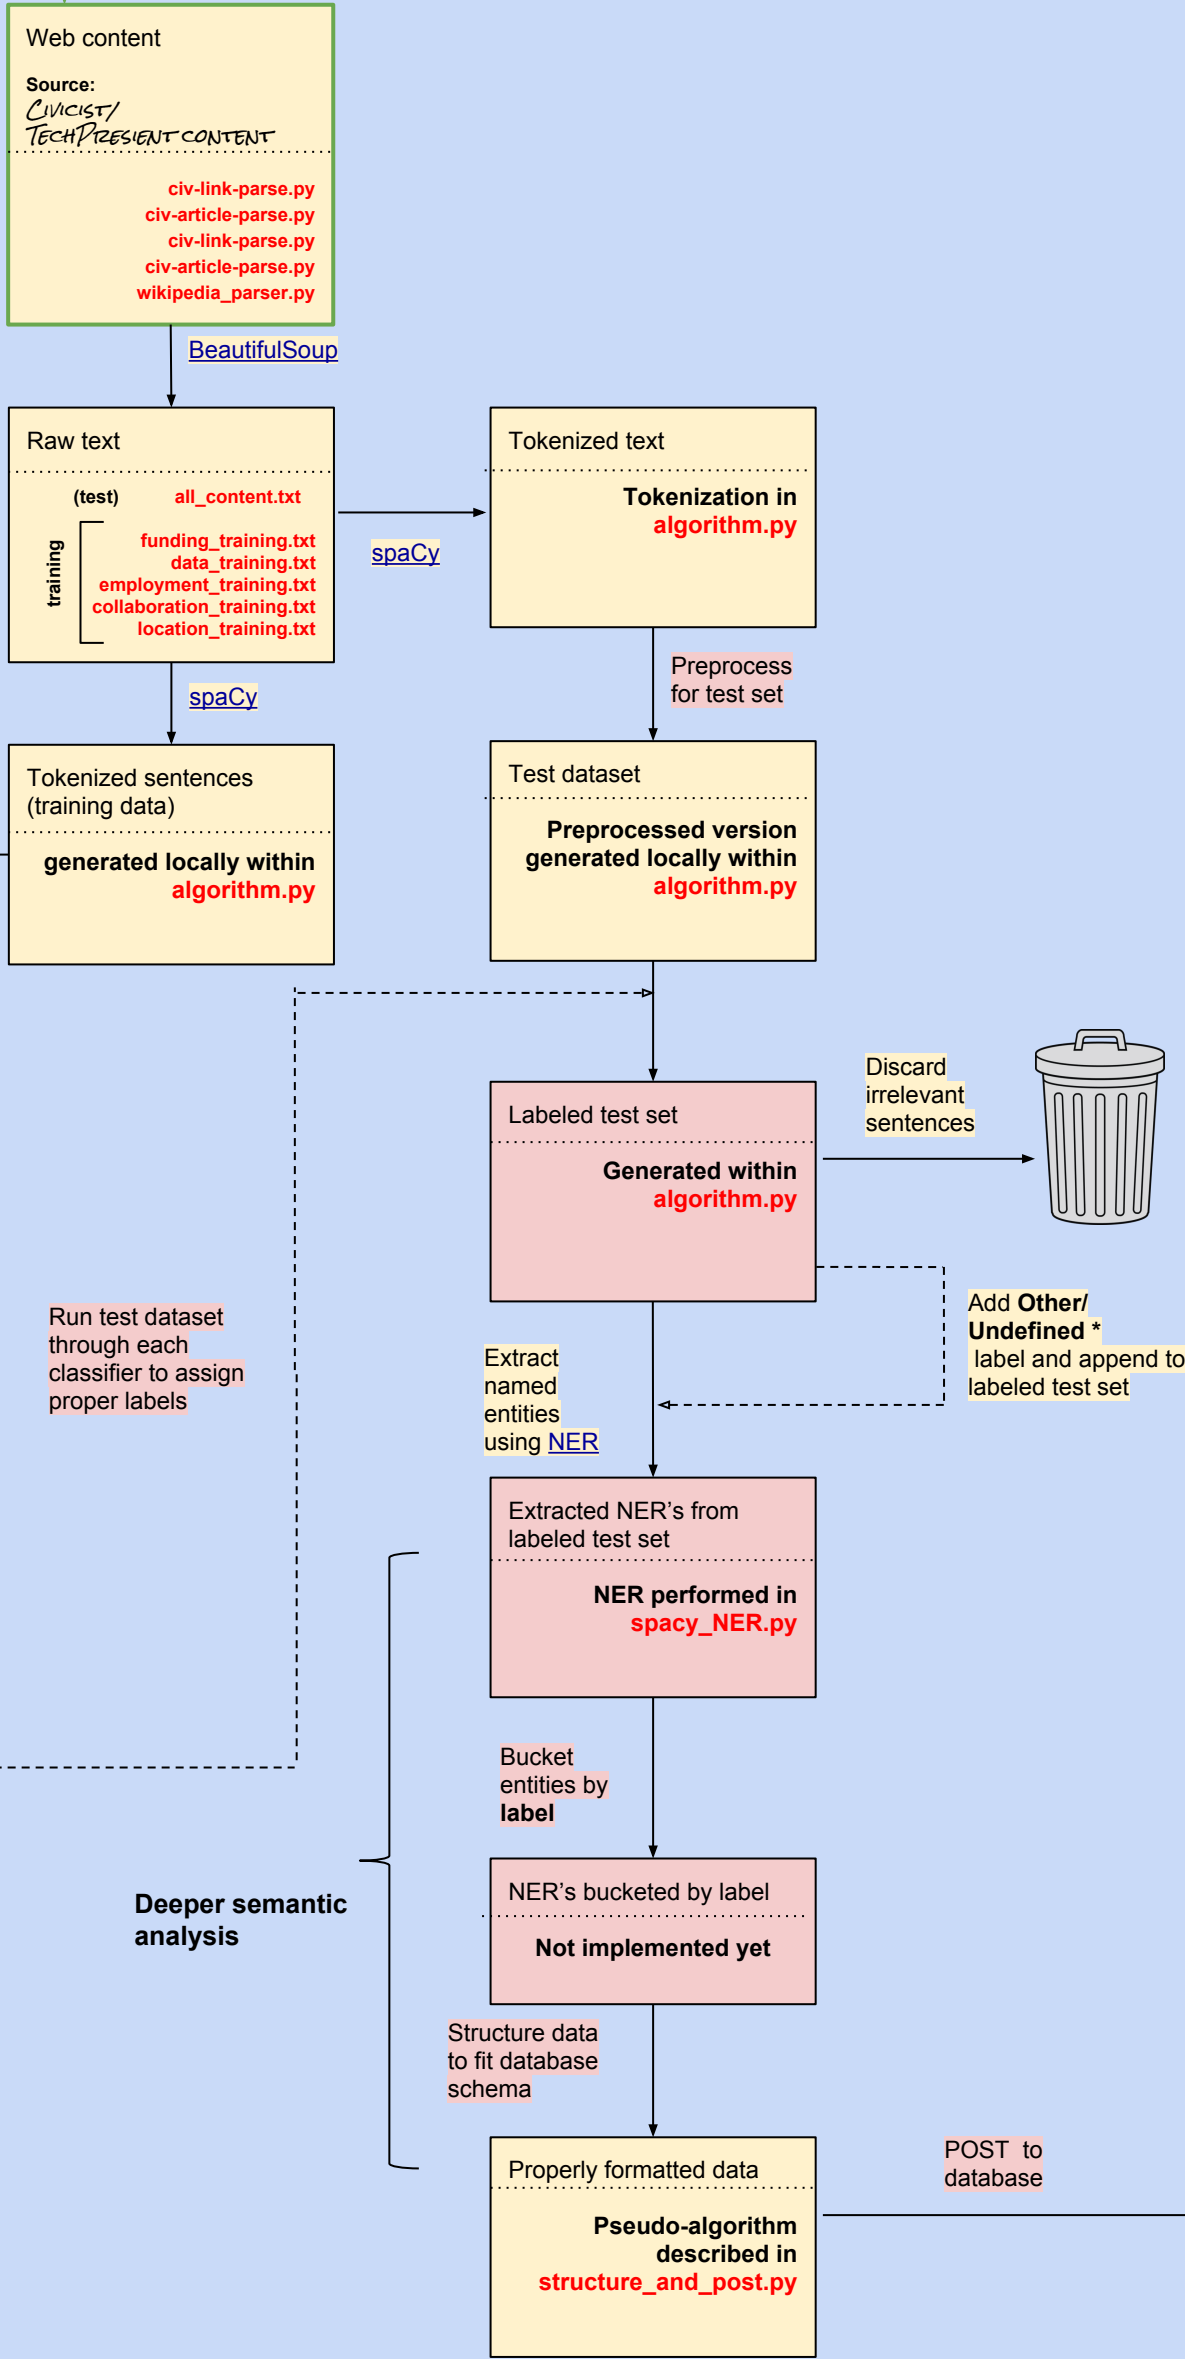 Web content
Source:
Civicist/
TechPresient content
civ-link-parse.py
civ-article-parse.py
civ-link-parse.py
civ-article-parse.py
wikipedia_parser.py
BeautifulSoup
Raw text
(test) all_content.txt
training
funding_training.txt
data_training.txt
employment_training.txt
collaboration_training.txt
location_training.txt
spaCy
Tokenized text
Tokenization in
algorithm.py
spaCy
Preprocess
for test set
Tokenized sentences
(training data)
generated locally within
algorithm.py
Test dataset
Preprocessed version
generated locally within
algorithm.py
Labeled test set
Generated within
algorithm.py
Discard
irrelevant
sentences
Run test dataset
through each
classifier to assign
proper labels
Add Other/
Undefined *
label and append to
labeled test set
Extract
named
entities
using NER
Extracted NER's from
labeled test set
NER performed in
spacy_NER.py
Bucket
entities by
label
Deeper semantic
analysis
NER's bucketed by label
Not implemented yet
Structure data
to fit database
schema
Properly formatted data
Pseudo-algorithm
described in
structure_and_post.py
POST to
database